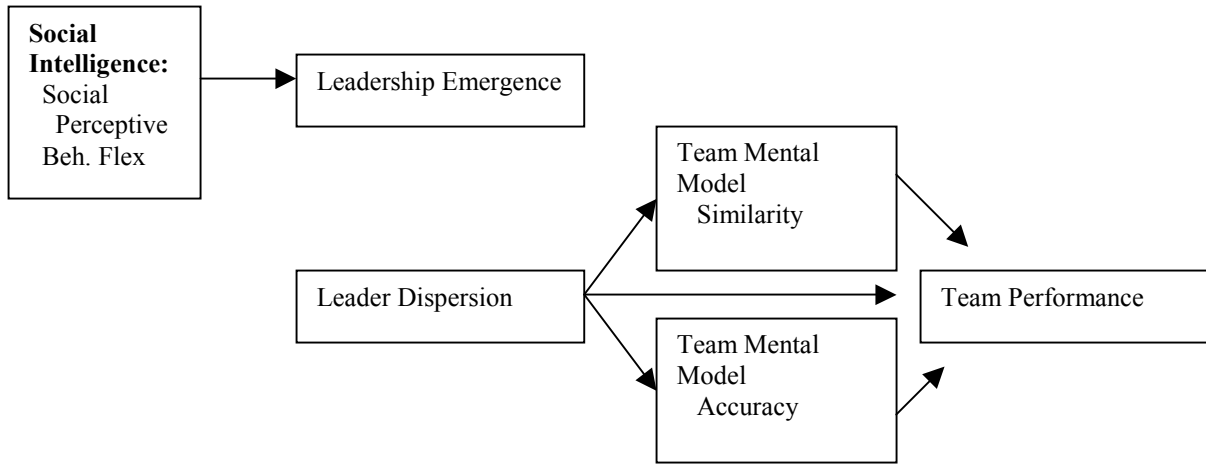 Social
Intelligence:
Social
Perceptive
Beh. Flex
Leadership Emergence
Team Mental
Model
Similarity
Leader Dispersion
Team Performance
Team Mental
Model
Accuracy